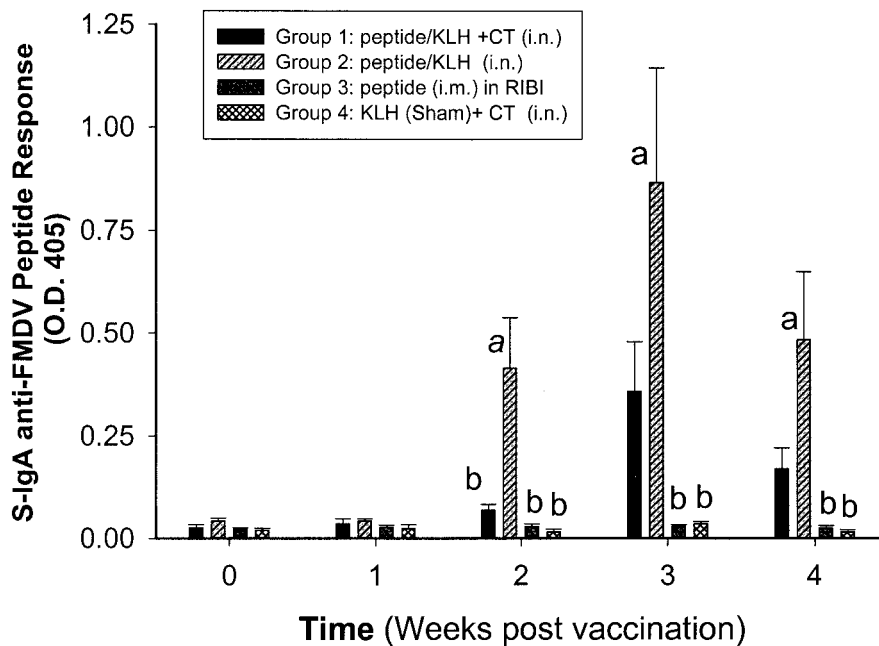 S-IgA anti-FMDV Peptide Response
(O.D. 405)
1.25
1.00
0.75
0.50
0.25
0.00
Group 1: peptide/KLH +CT (i.n.)
Group 2: peptide/KLH (i.n.)
Group 3: peptide (i.m.) in RIBI
Group 4: KLH (Sham)+ CT (i.n.)
b a b b
a b b
a b b
0 1 2 3 4
Time (Weeks post vaccination)